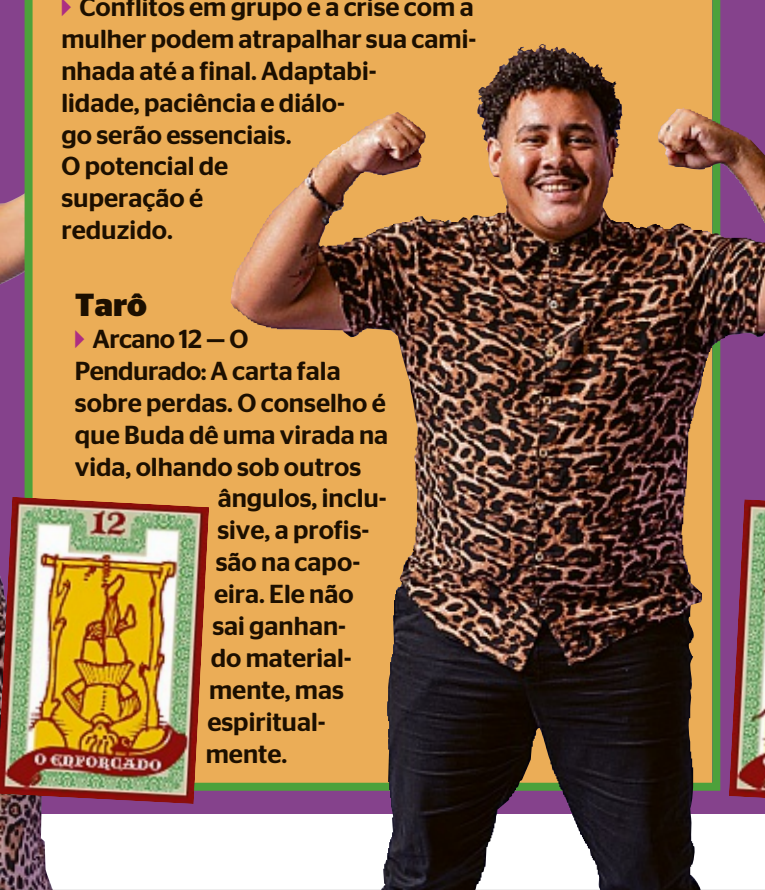 Conflitos em grupo e a crise com a
mulher podem atrapalhar sua cami-
nhada até a final. Adaptabi-
lidade, paciência e diálo-
go serão essenciais.
O potencial de
superação é
reduzido.
Tarô
Arcano 12 — O
Pendurado: A carta fala
sobre perdas. O conselho é
que Buda dê uma virada na
vida, olhando sob outros
ângulos, inclu-
sive, a profis-
são na capo-
eira. Ele não
sai ganhan-
do material-
mente, mas
espiritual-
mente.
12
O ENFORCADO